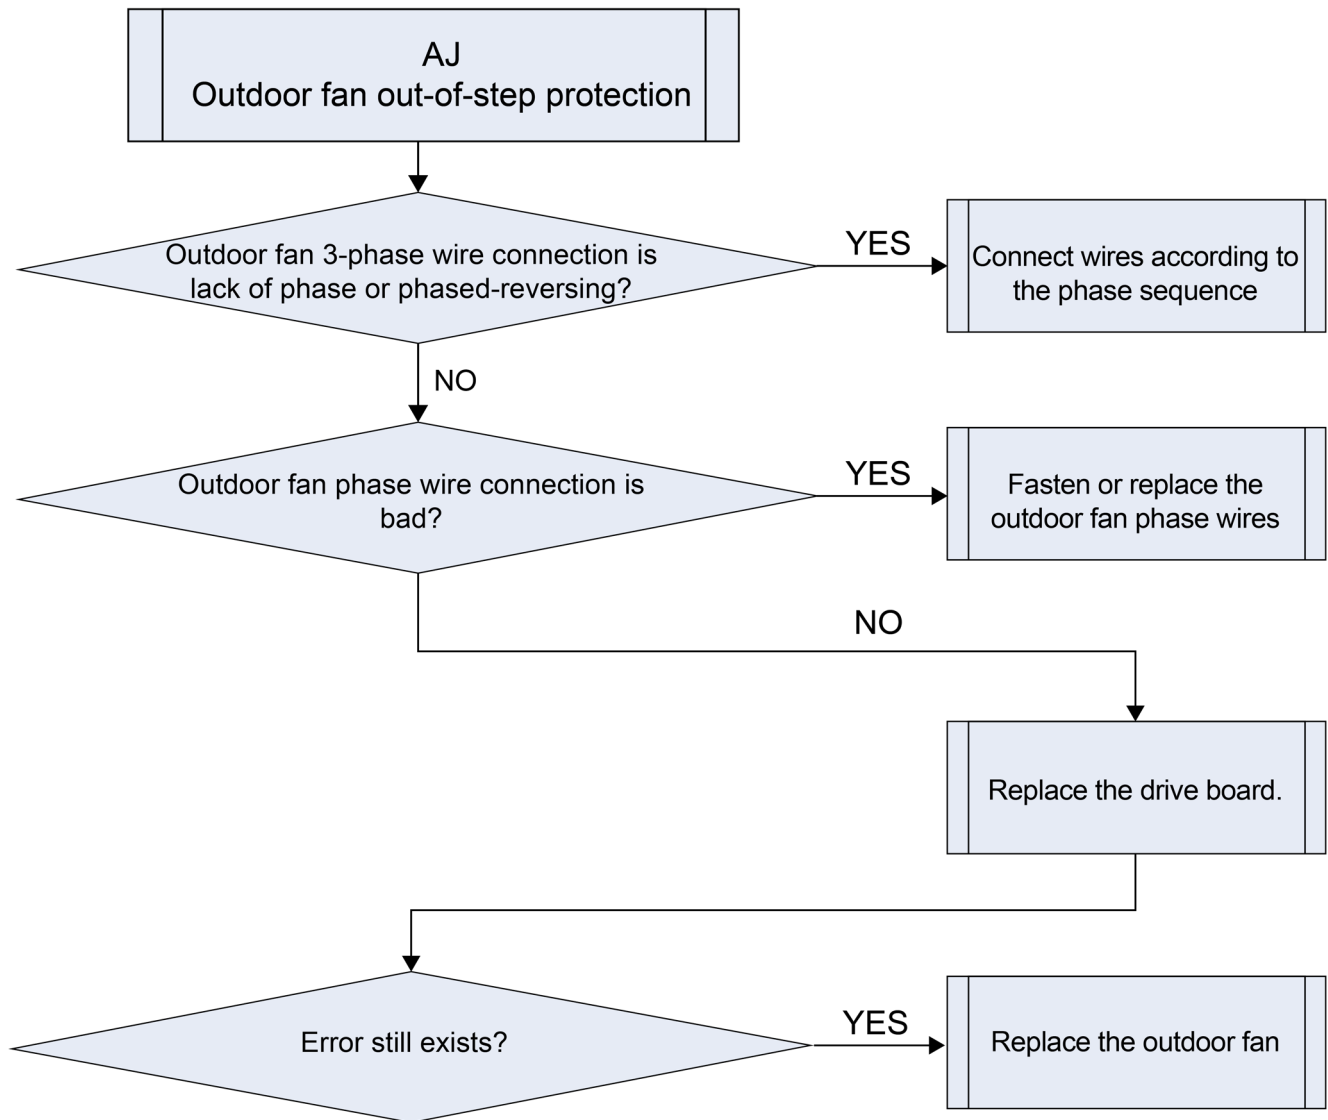 AJ
Outdoor fan out-of-step protection
Outdoor fan 3-phase wire connection is
lack of phase or phased-reversing?
YES
Connect wires according to
the phase sequence
NO
Outdoor fan phase wire connection is
bad?
YES
Fasten or replace the
outdoor fan phase wires
NO
Replace the drive board.
Error still exists?
YES
Replace the outdoor fan